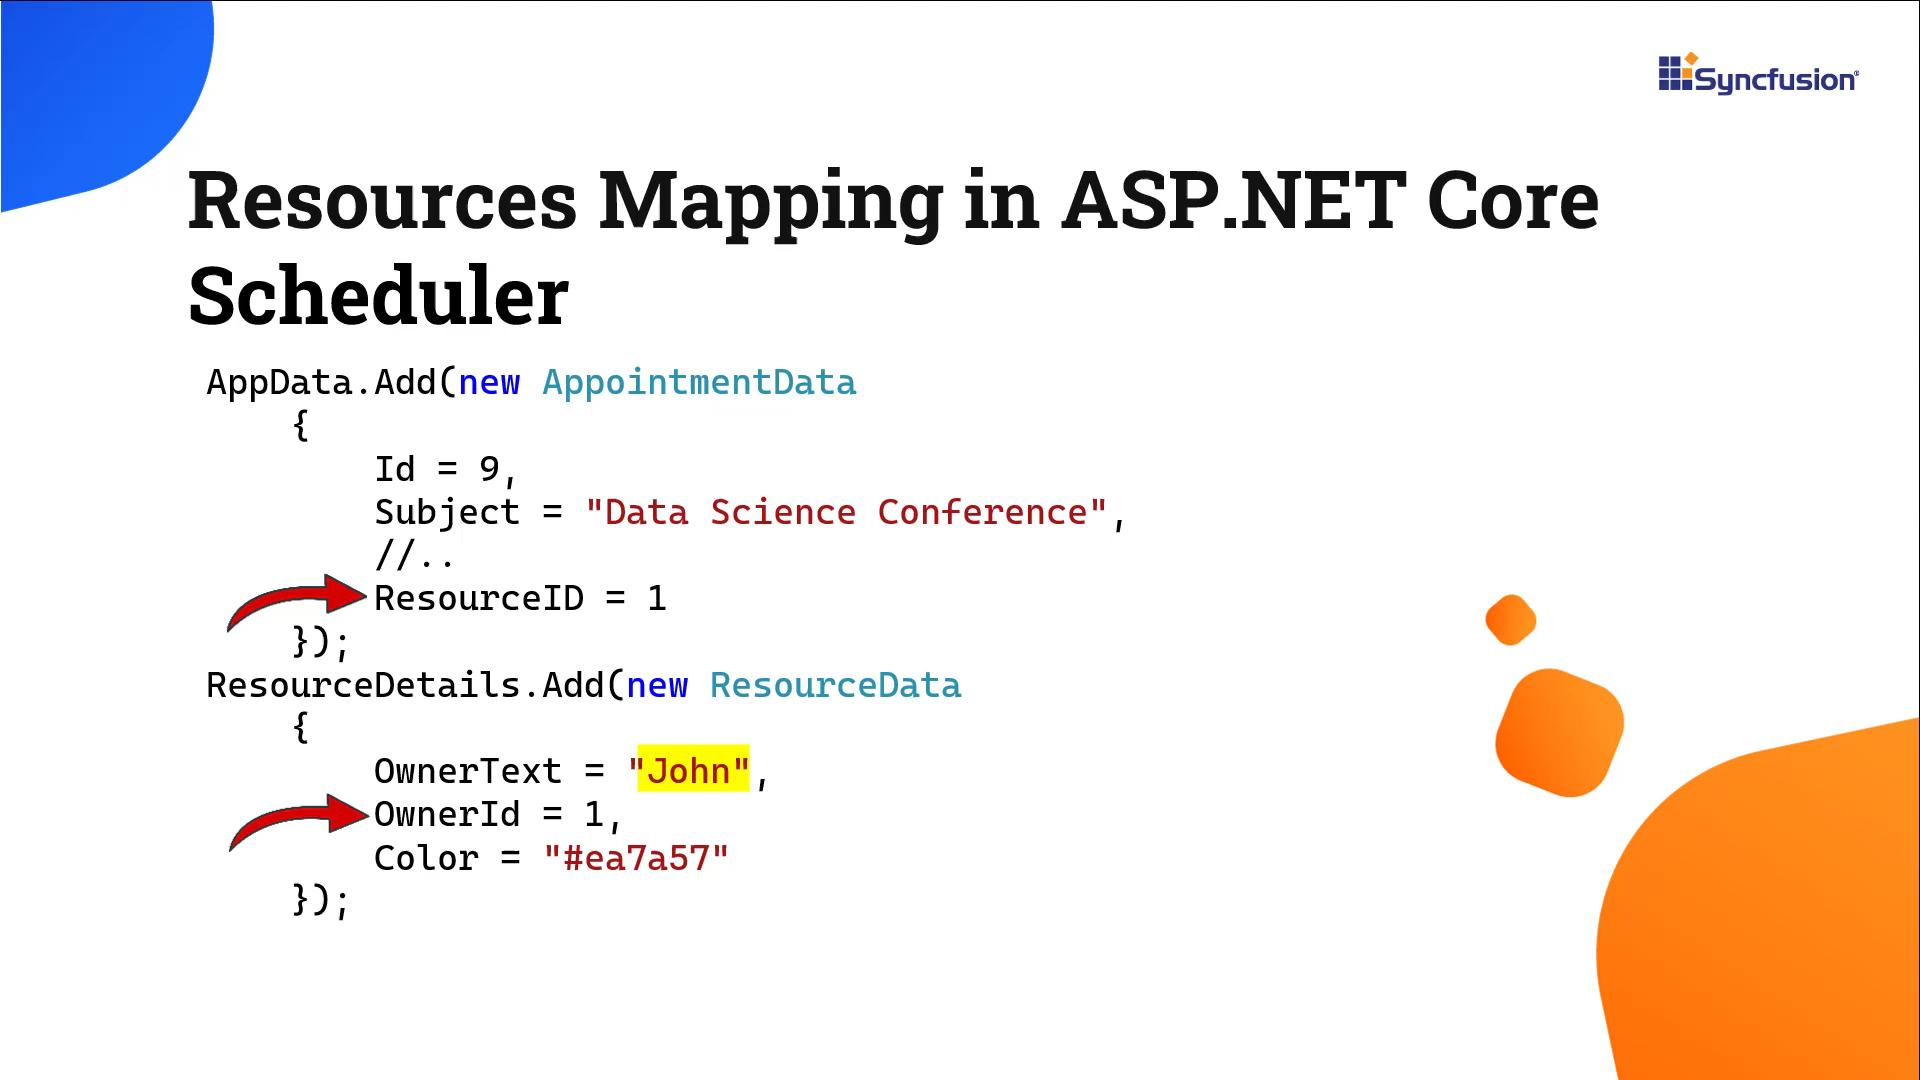 Syncfusion®
Resources Mapping in ASP.NET Core
Scheduler
AppData.Add(new AppointmentData
{
Id = 9,
Subject = "Data Science Conference",
//..
ResourceID = 1
});
ResourceDetails.Add(new ResourceData
{
OwnerText = "John",
OwnerId = 1,
Color = "#ea7a57"
});